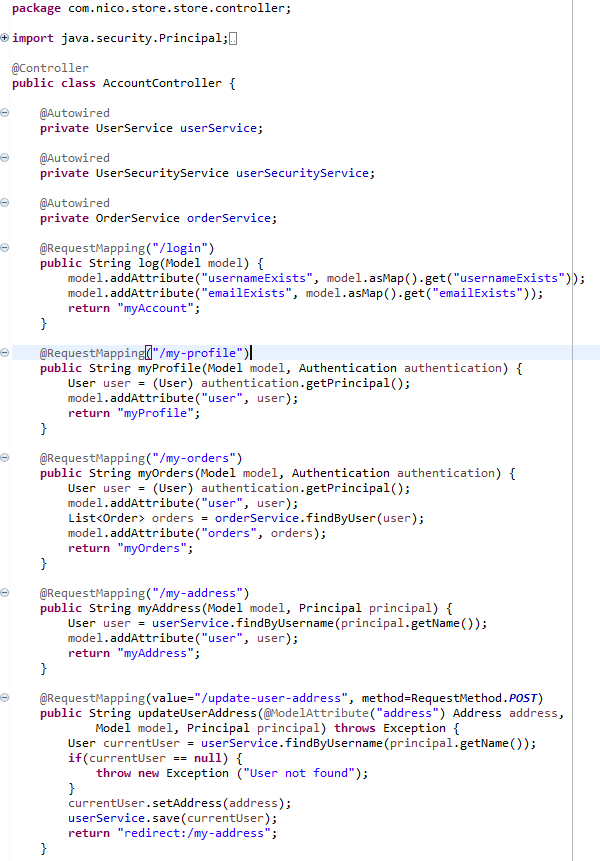 package com.nico.store.store.controller;
import java.security.Principal;
@Controller
public class AccountController {
@Autowired
private UserService userService;
@Autowired
private UserSecurityService userSecurityService;
@Autowired
private OrderService orderService;
@RequestMapping("/login")
public String log(Model model) {
model.addAttribute("usernameExists", model.asMap().get("usernameExists"));
model.addAttribute("emailExists", model.asMap().get("emailExists"));
return "myAccount";
}
@RequestMapping("/my-profile")
public String myProfile(Model model, Authentication authentication) {
User user = (User) authentication.getPrincipal();
model.addAttribute("user", user);
return "myProfile";
}
@RequestMapping("/my-orders")
public String myOrders(Model model, Authentication authentication) {
User user = (User) authentication.getPrincipal();
model.addAttribute("user", user);
List<Order> orders = orderService.findByUser(user);
model.addAttribute("orders", orders);
return "myOrders";
}
@RequestMapping("/my-address")
public String myAddress(Model model, Principal principal) {
User user = userService.findByUsername(principal.getName());
model.addAttribute("user", user);
return "myAddress";
}
@RequestMapping(value="/update-user-address", method=RequestMethod.POST)
public String updateUserAddress(@ModelAttribute("address") Address address,
Model model, Principal principal) throws Exception {
User currentUser = userService.findByUsername(principal.getName());
if(currentUser == null) {
throw new Exception ("User not found");
}
currentUser.setAddress(address);
userService.save(currentUser);
return "redirect:/my-address";
}